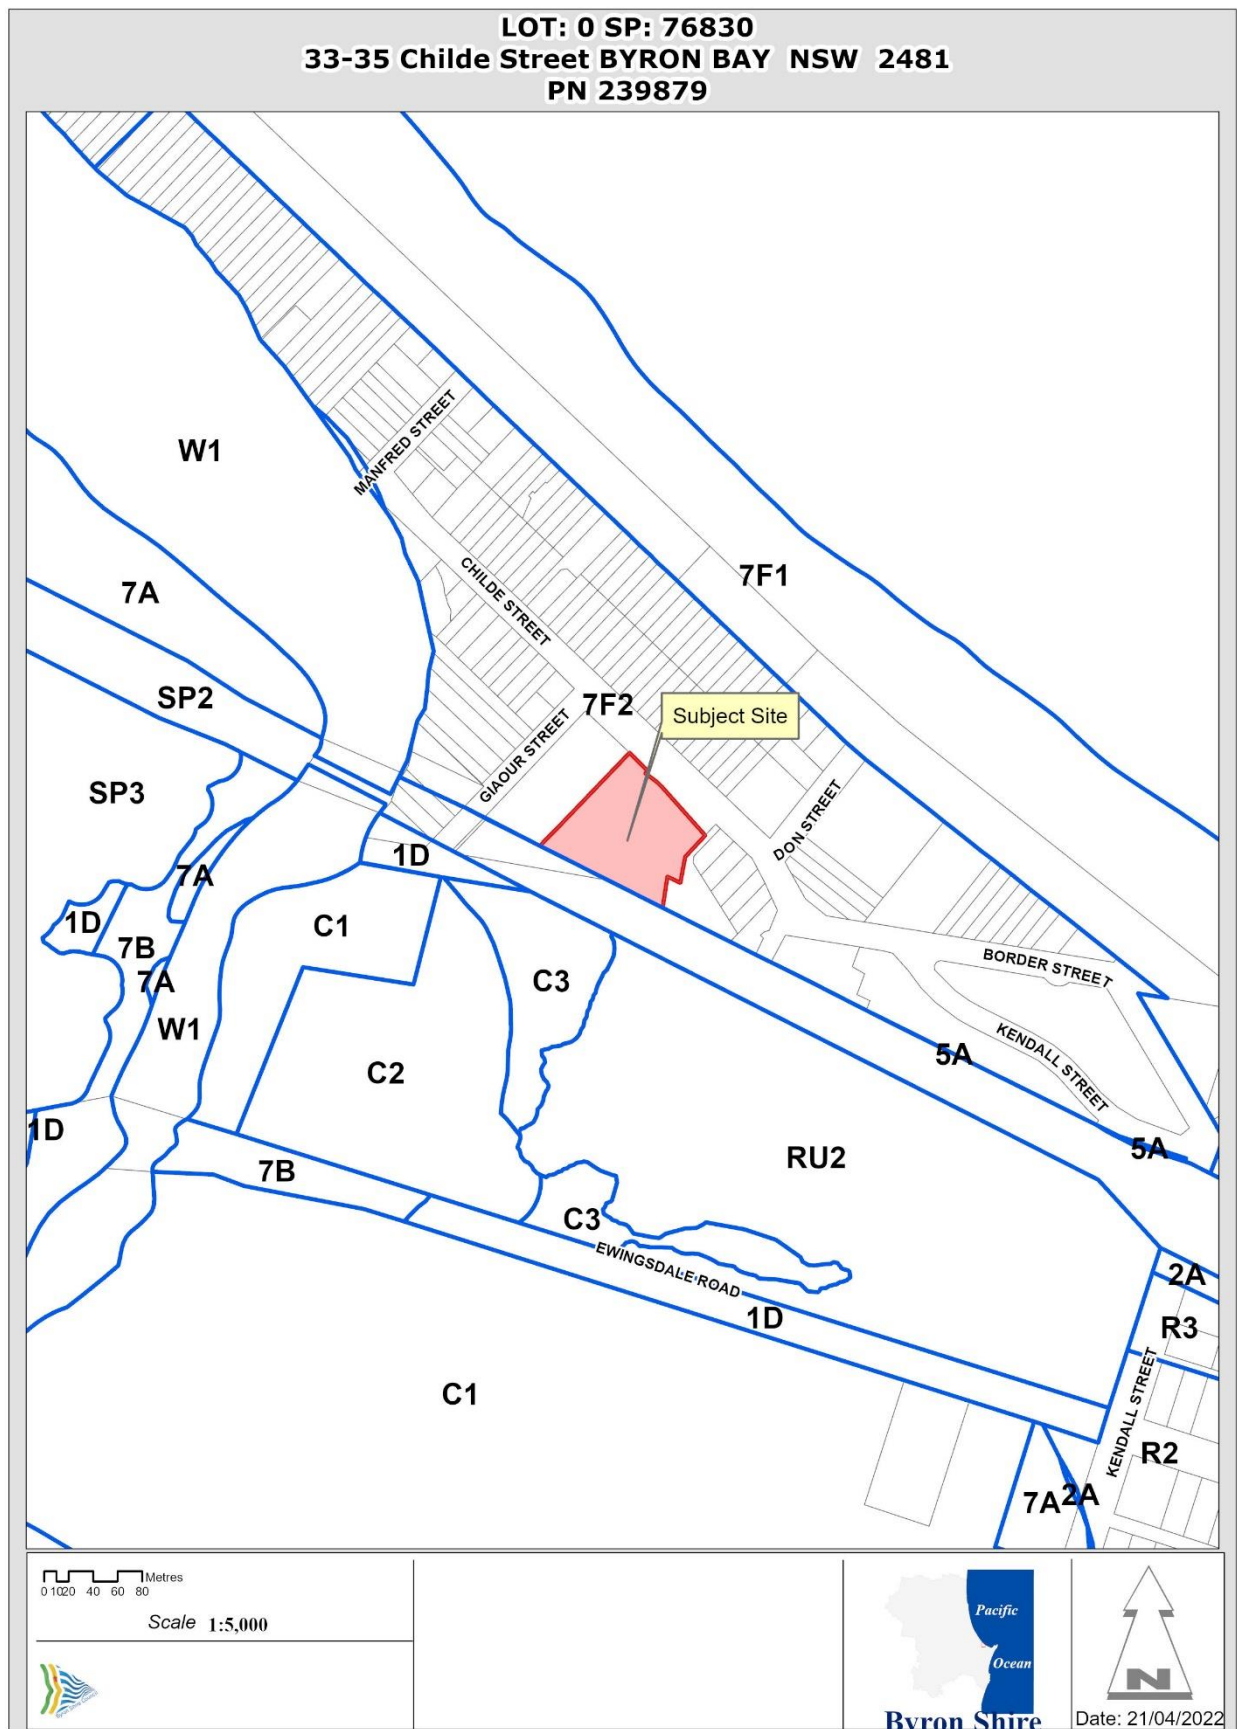 LOT: 0 SP: 76830
33-35 Childe Street BYRON BAY NSW 2481
PN 239879
MANFRED STREET
W1
7F1
CHILDE STREET
7A
SP2
7F2
Subject Site
GIAOUR STREET
SP3
DON STREET
1D
7A
1D
C1
7B
BORDER STREET
C3
7A
W1
KENDALL STREET
5A
C2
1D
5A
RU2
7B
C3
EWINGSDALE ROAD
2A
1D
R3
KENDALL STREET
C1
R2
7A
2A
Metres
0 1020 40 60 80
Scale 1:5,000
Byron Shire Council
Pacific
Ocean
Byron Shire
N
Date: 21/04/2022